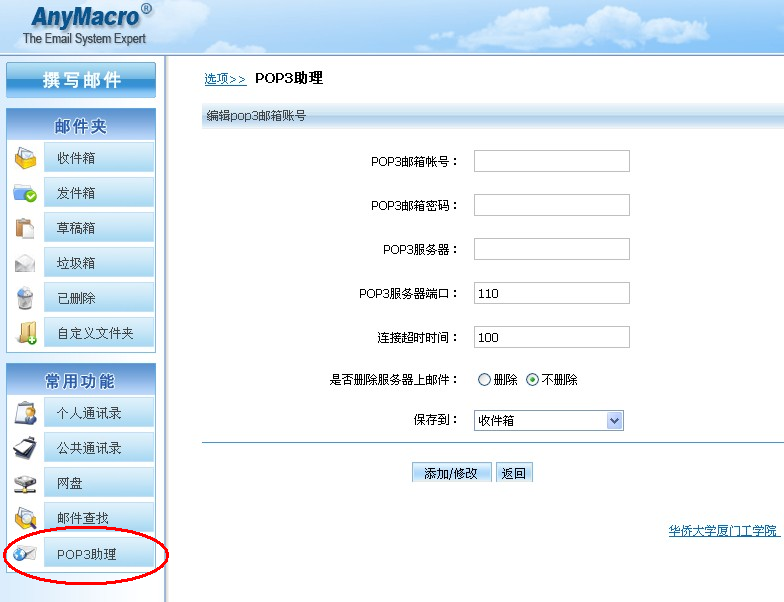 AnyMacro®
The Email System Expert
撰写邮件
邮件夹
收件箱
发件箱
草稿箱
垃圾箱
已删除
自定义文件夹
常用功能
个人通讯录
公共通讯录
网盘
邮件查找
POP3助理
选项>> POP3助理
编辑pop3邮箱账号
POP3邮箱帐号：
POP3邮箱密码：
POP3服务器：
POP3服务器端口： 110
连接超时时间： 100
是否删除服务器上邮件： 删除 不删除
保存到： 收件箱
添加/修改 返回
华侨大学厦门工学院